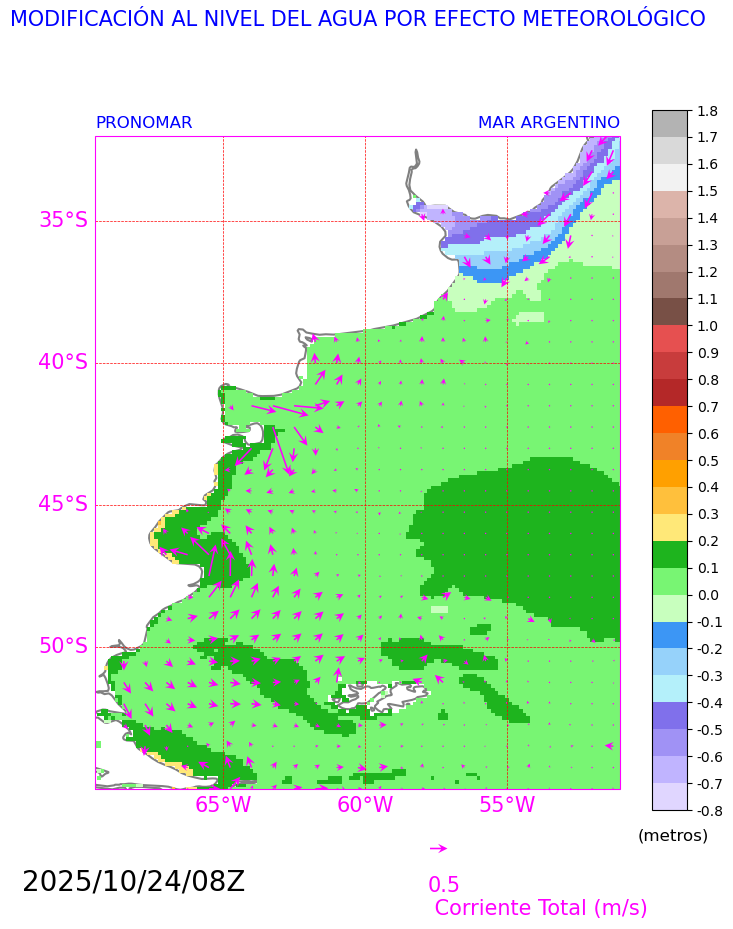 MODIFICACIÓN AL NIVEL DEL AGUA POR EFECTO METEOROLÓGICO
PRONOMAR MAR ARGENTINO
1.8
1.7
1.6
1.5
1.4
1.3
1.2
1.1
1.0
0.9
0.8
0.7
0.6
0.5
0.4
0.3
0.2
0.1
0.0
-0.1
-0.2
-0.3
-0.4
-0.5
-0.6
-0.7
-0.8
(metros)
35°S
40°S
45°S
50°S
65°W 60°W 55°W
2025/10/24/08Z
0.5
Corriente Total (m/s)